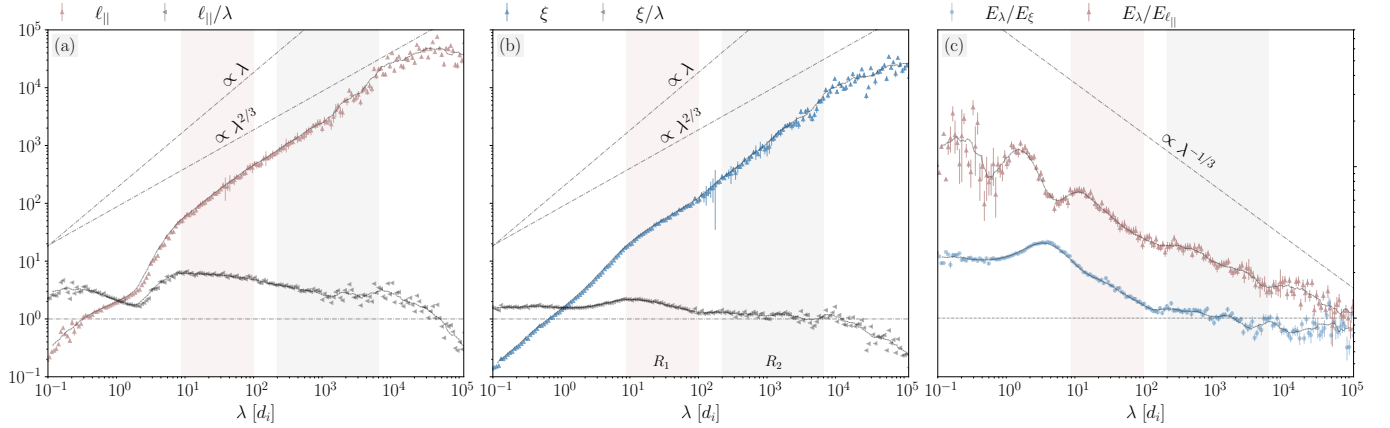 ℓ|| ℓ||/λ ξ ξ/λ E_λ/E_ξ E_λ/E_ℓ||
(a) (b) (c)
10^5
10^4
10^3
10^2
10^1
10^0
10^−1
∝ λ
∝ λ^{2/3}
∝ λ
∝ λ^{2/3}
∝ λ^{−1/3}
R_1 R_2
10^−1 10^0 10^1 10^2 10^3 10^4 10^5
10^−1 10^0 10^1 10^2 10^3 10^4 10^5
10^−1 10^0 10^1 10^2 10^3 10^4 10^5
λ [d_i] λ [d_i] λ [d_i]